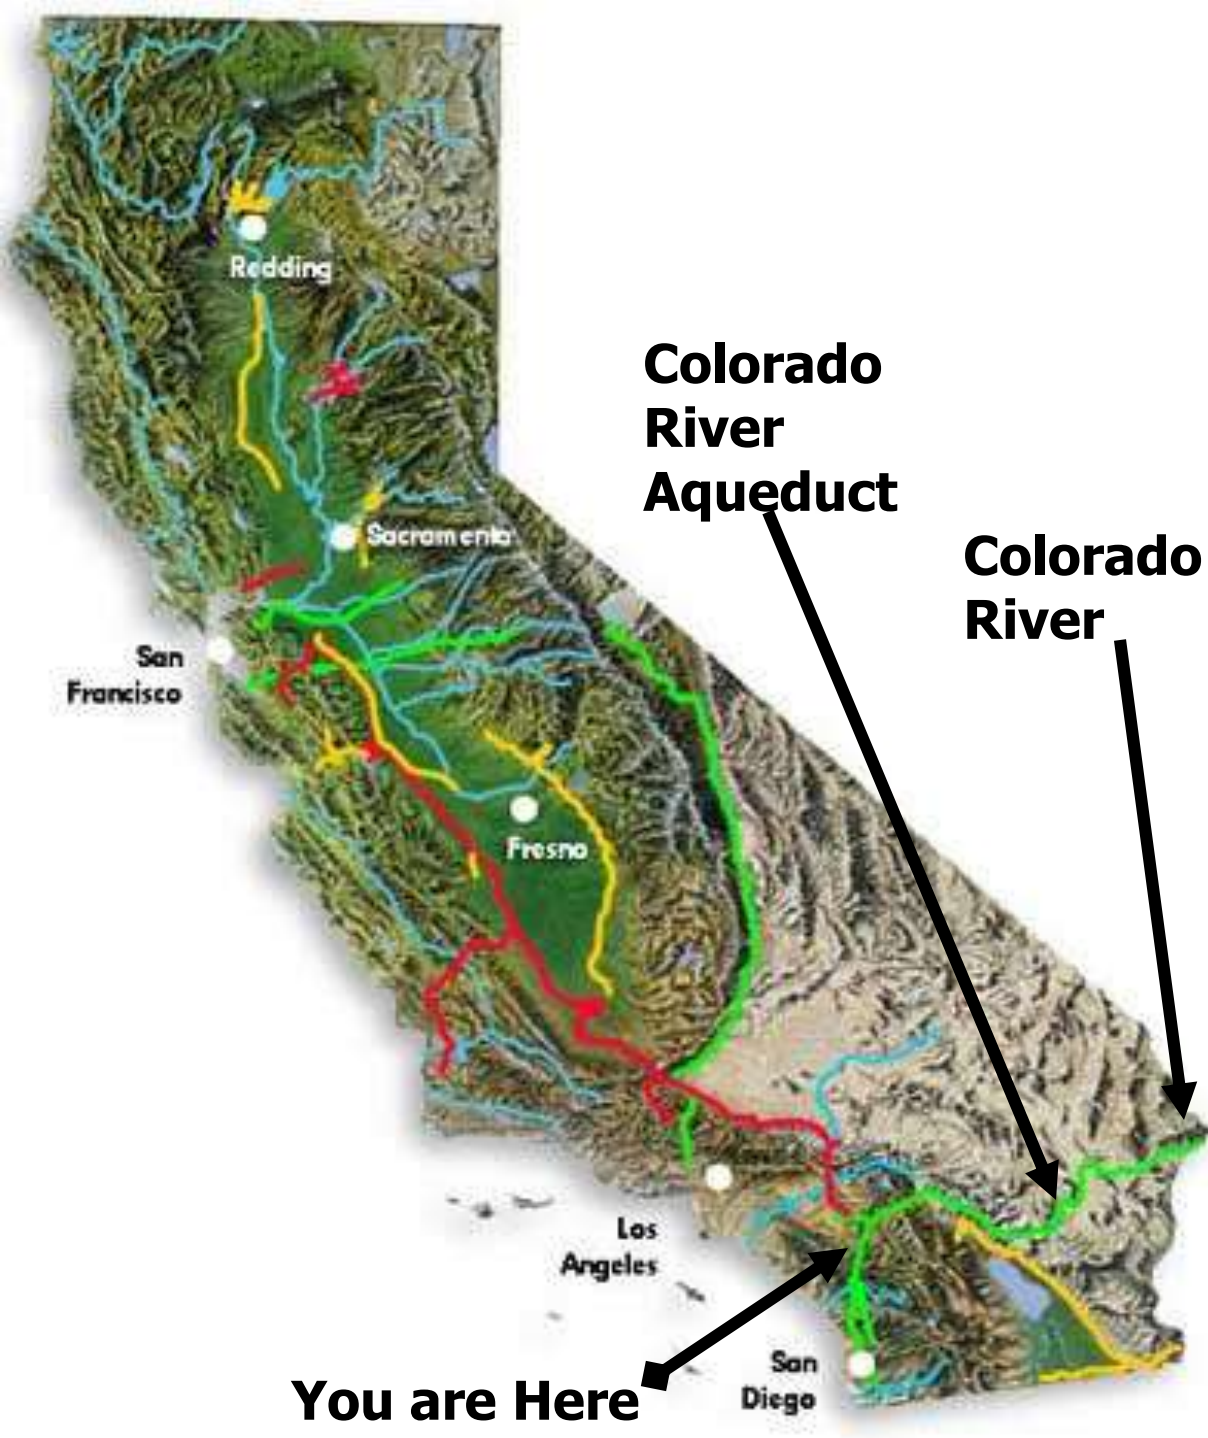 Redding
Colorado
River
Aqueduct
Sacramento
Colorado
River
San
Francisco
Fresno
Los
Angeles
You are Here
San
Diego